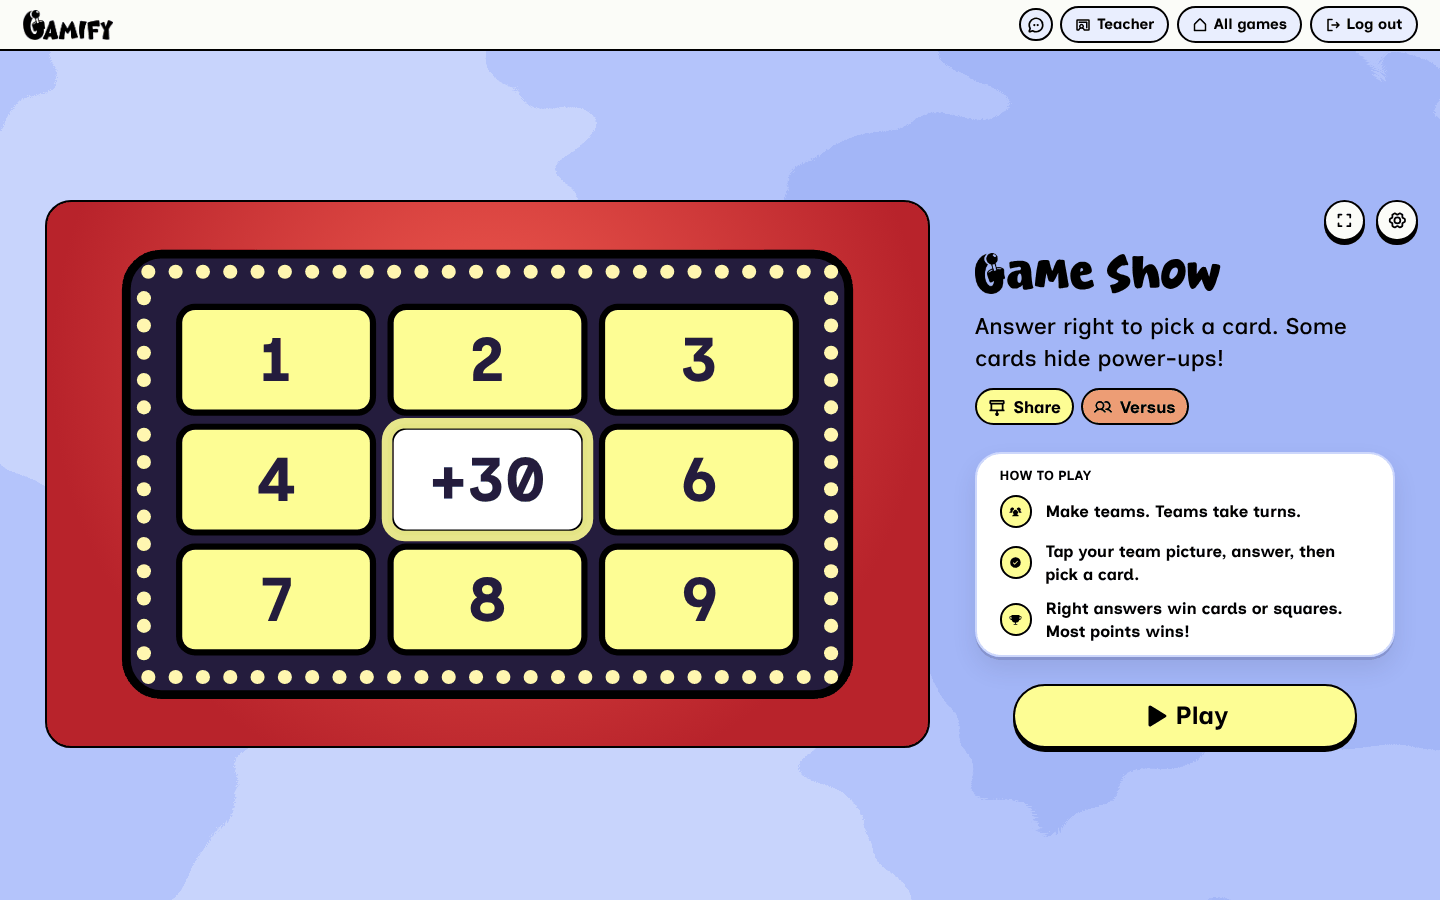 GAMIFY
Teacher
All games
Log out
1
2
3
4
+30
6
7
8
9
Game Show
Answer right to pick a card. Some
cards hide power-ups!
Share
Versus
HOW TO PLAY
Make teams. Teams take turns.
Tap your team picture, answer, then
pick a card.
Right answers win cards or squares.
Most points wins!
Play